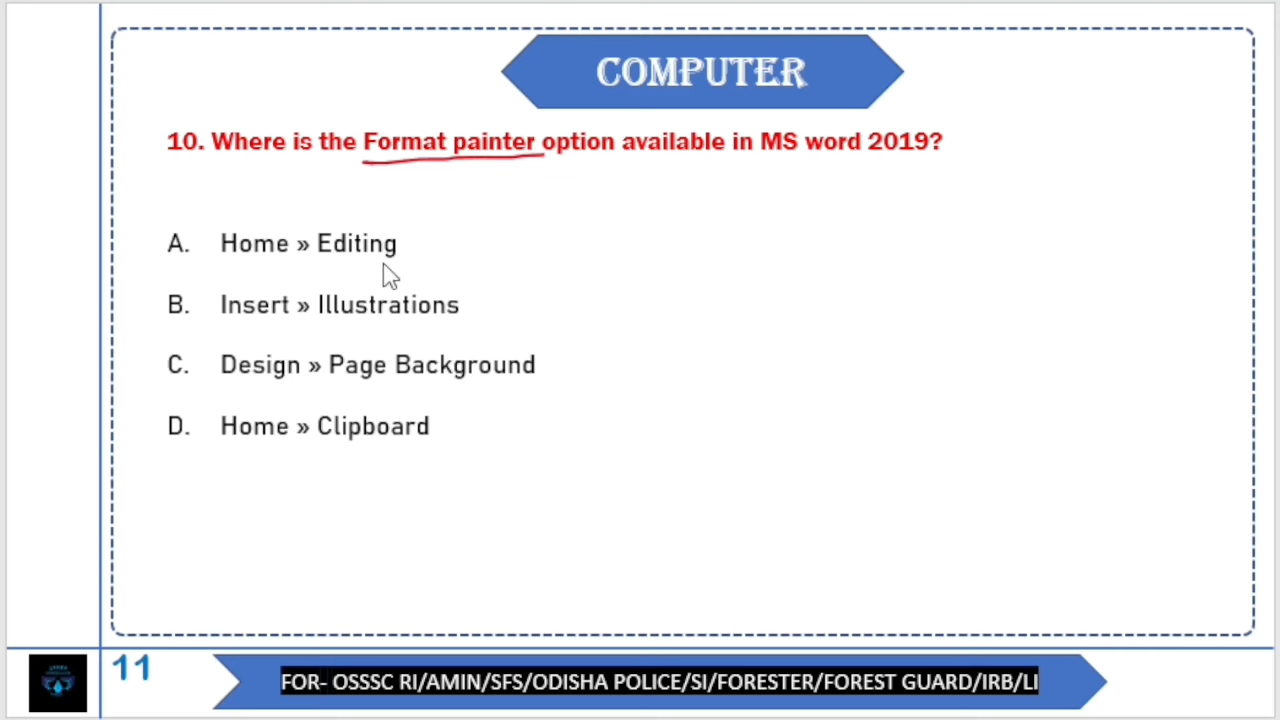 COMPUTER
10. Where is the Format painter option available in MS word 2019?
A. Home » Editing
B. Insert » Illustrations
C. Design » Page Background
D. Home » Clipboard
11
FOR- OSSSC RI/AMIN/SFS/ODISHA POLICE/SI/FORESTER/FOREST GUARD/IRB/LI